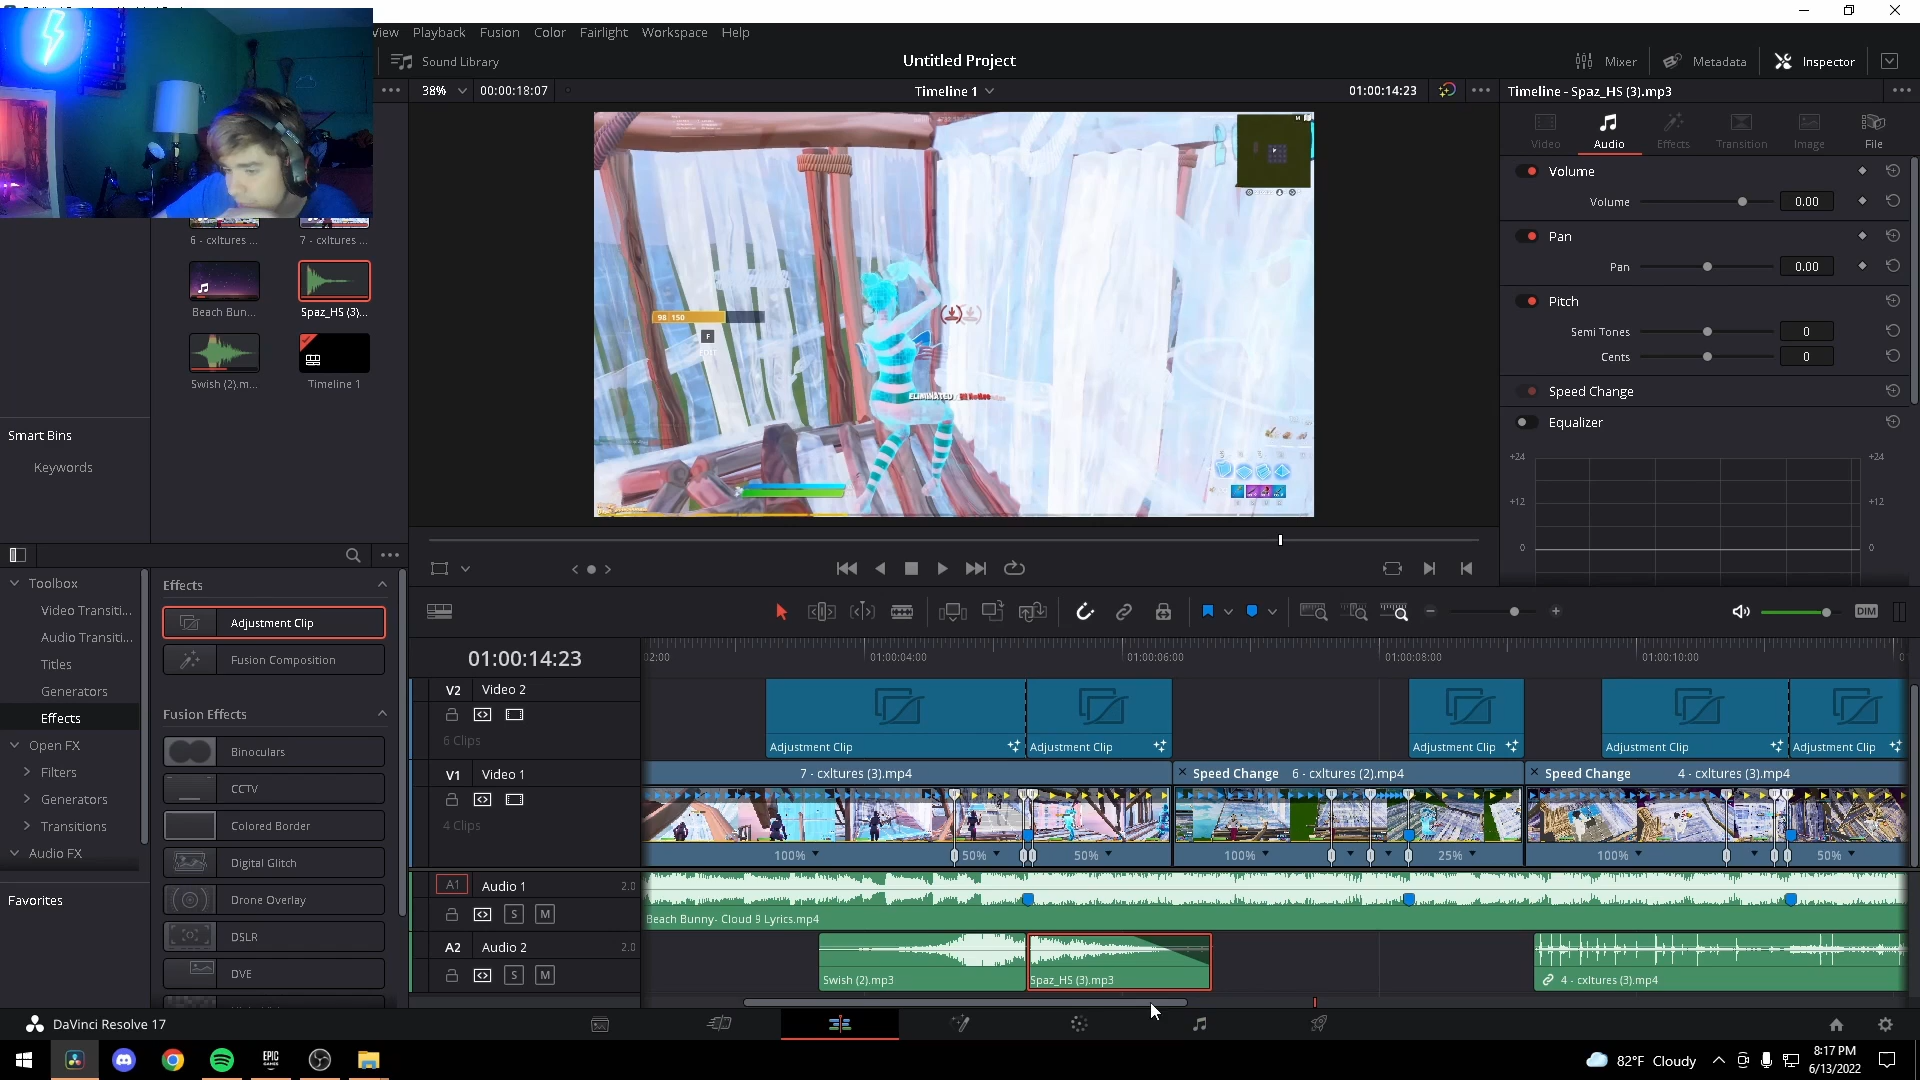 View Playback Fusion Color Fairlight Workspace Help
Sound Library
Untitled Project
Mixer
Metadata
Inspector
38%
00:00:18:07
Timeline 1
01:00:14:23
Timeline - Spaz_HS (3).mp3
Video
Audio
Effects
Transition
Image
File
Volume
Volume
0.00
Pan
Pan
0.00
Pitch
Semi Tones
0
Cents
0
Speed Change
Equalizer
+24
+24
+12
+12
0
0
6 - cxltures ...
7 - cxltures ...
Beach Bun...
Spaz_HS (3)...
Swish (2).m...
Timeline 1
Smart Bins
Keywords
98 150
F
ELIMINATED
Toolbox
Video Transiti...
Audio Transiti...
Titles
Generators
Effects
Open FX
Filters
Generators
Transitions
Audio FX
Favorites
Effects
Adjustment Clip
Fusion Composition
Fusion Effects
Binoculars
CCTV
Colored Border
Digital Glitch
Drone Overlay
DSLR
DVE
DIM
01:00:14:23
02:00
01:00:04:00
01:00:06:00
01:00:08:00
01:00:10:00
V2 Video 2
6 Clips
Adjustment Clip
Adjustment Clip
Adjustment Clip
Adjustment Clip
Adjustment Clip
V1 Video 1
4 Clips
7 - cxltures (3).mp4
Speed Change 6 - cxltures (2).mp4
Speed Change 4 - cxltures (3).mp4
100%
50%
50%
100%
25%
100%
50%
A1 Audio 1 2.0
S M
Beach Bunny- Cloud 9 Lyrics.mp4
A2 Audio 2 2.0
S M
Swish (2).mp3
Spaz_HS (3).mp3
4 - cxltures (3).mp4
DaVinci Resolve 17
EPIC
GAMES
82°F Cloudy
8:17 PM
6/13/2022